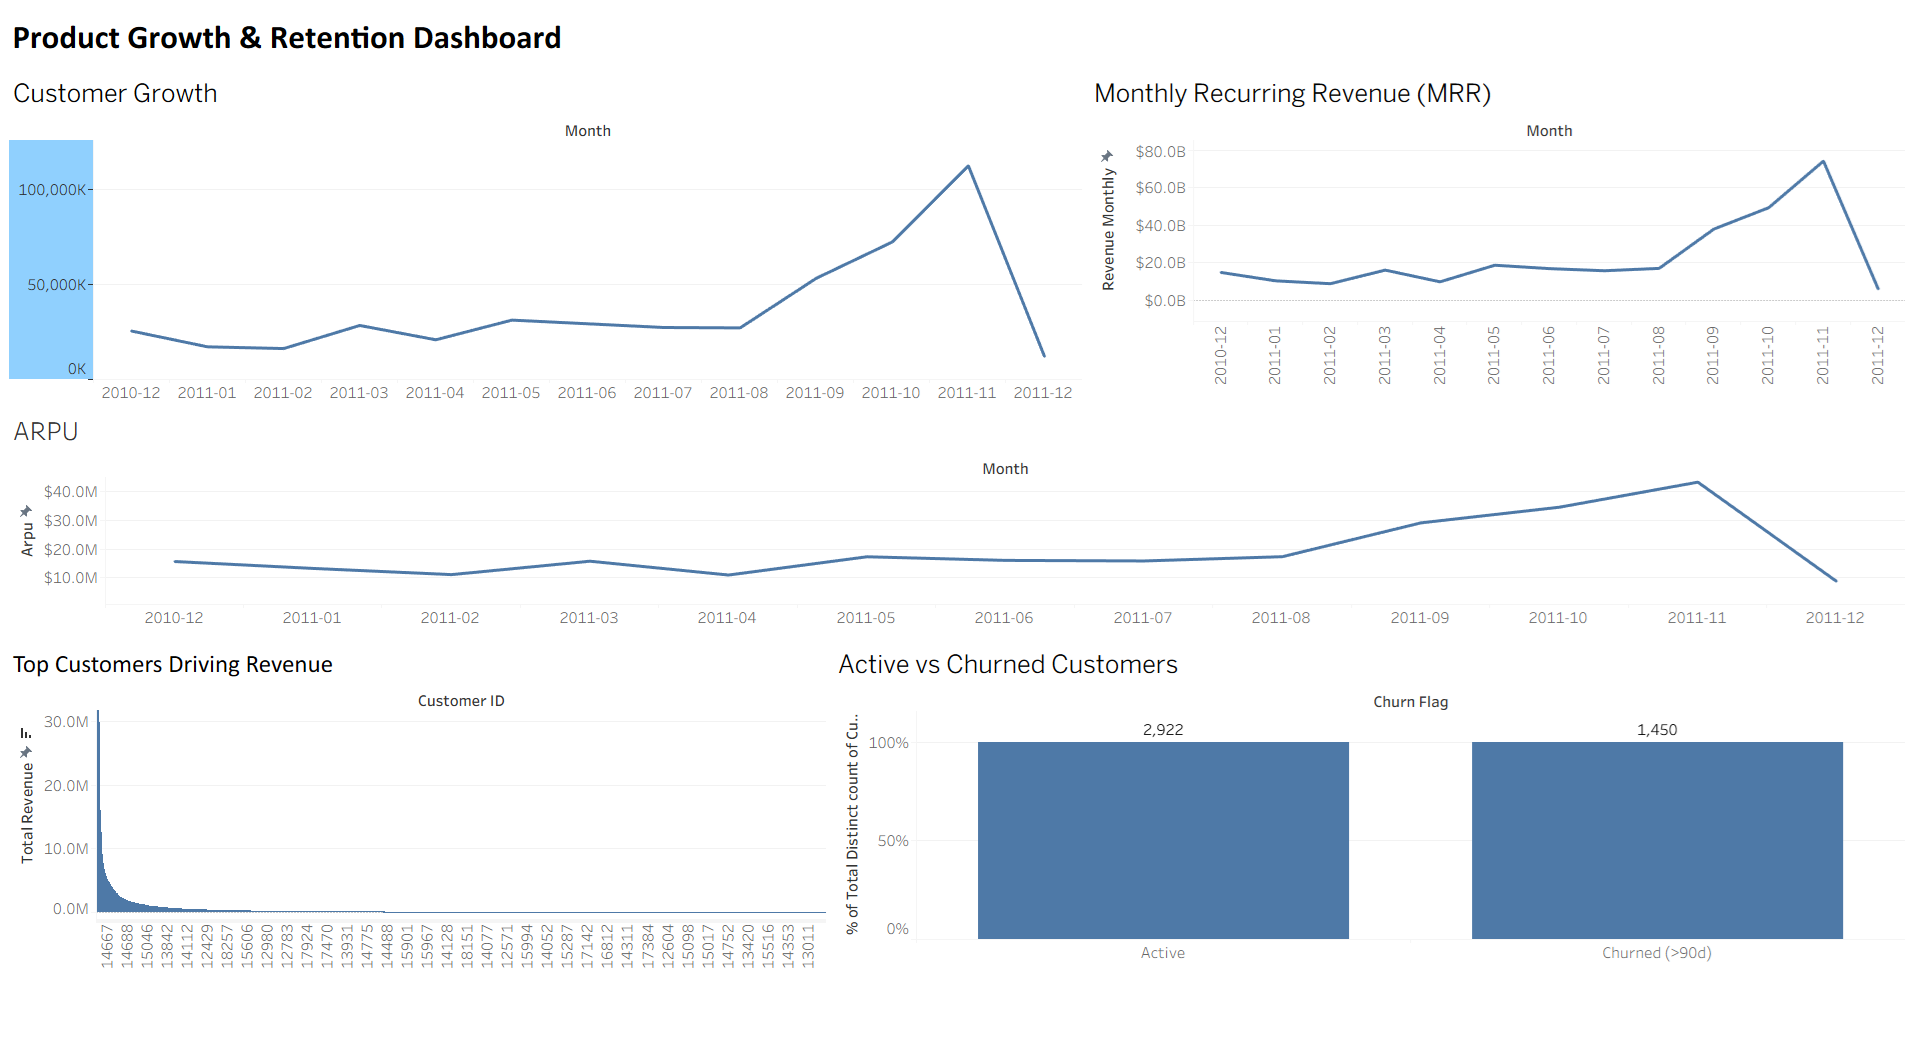 Product Growth & Retention Dashboard
Customer Growth
Month
100,000K
50,000K
0K
2010-12 2011-01 2011-02 2011-03 2011-04 2011-05 2011-06 2011-07 2011-08 2011-09 2011-10 2011-11 2011-12
Monthly Recurring Revenue (MRR)
Month
Revenue Monthly
$80.0B
$60.0B
$40.0B
$20.0B
$0.0B
2010-12 2011-01 2011-02 2011-03 2011-04 2011-05 2011-06 2011-07 2011-08 2011-09 2011-10 2011-11 2011-12
ARPU
Month
Arpu
$40.0M
$30.0M
$20.0M
$10.0M
2010-12 2011-01 2011-02 2011-03 2011-04 2011-05 2011-06 2011-07 2011-08 2011-09 2011-10 2011-11 2011-12
Top Customers Driving Revenue
Customer ID
Total Revenue
30.0M
20.0M
10.0M
0.0M
14667 14688 15046 13842 14112 12429 18257 15606 12980 12783 17924 17470 13931 14775 14488 15901 15967 14128 18151 14077 12571 15994 14052 15287 17142 16812 14311 17384 12604 15098 15017 14752 13420 15516 14353 13011
Active vs Churned Customers
Churn Flag
% of Total Distinct count of Cu..
2,922 1,450
100%
50%
0%
Active Churned (>90d)